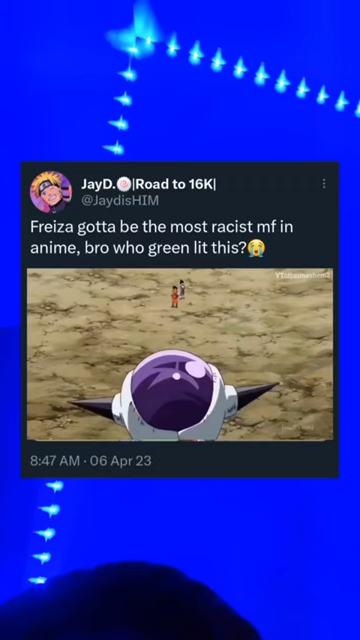 JayD.🍥|Road to 16K|
@JaydisHIM
Freiza gotta be the most racist mf in
anime, bro who green lit this?😭
8:47 AM · 06 Apr 23